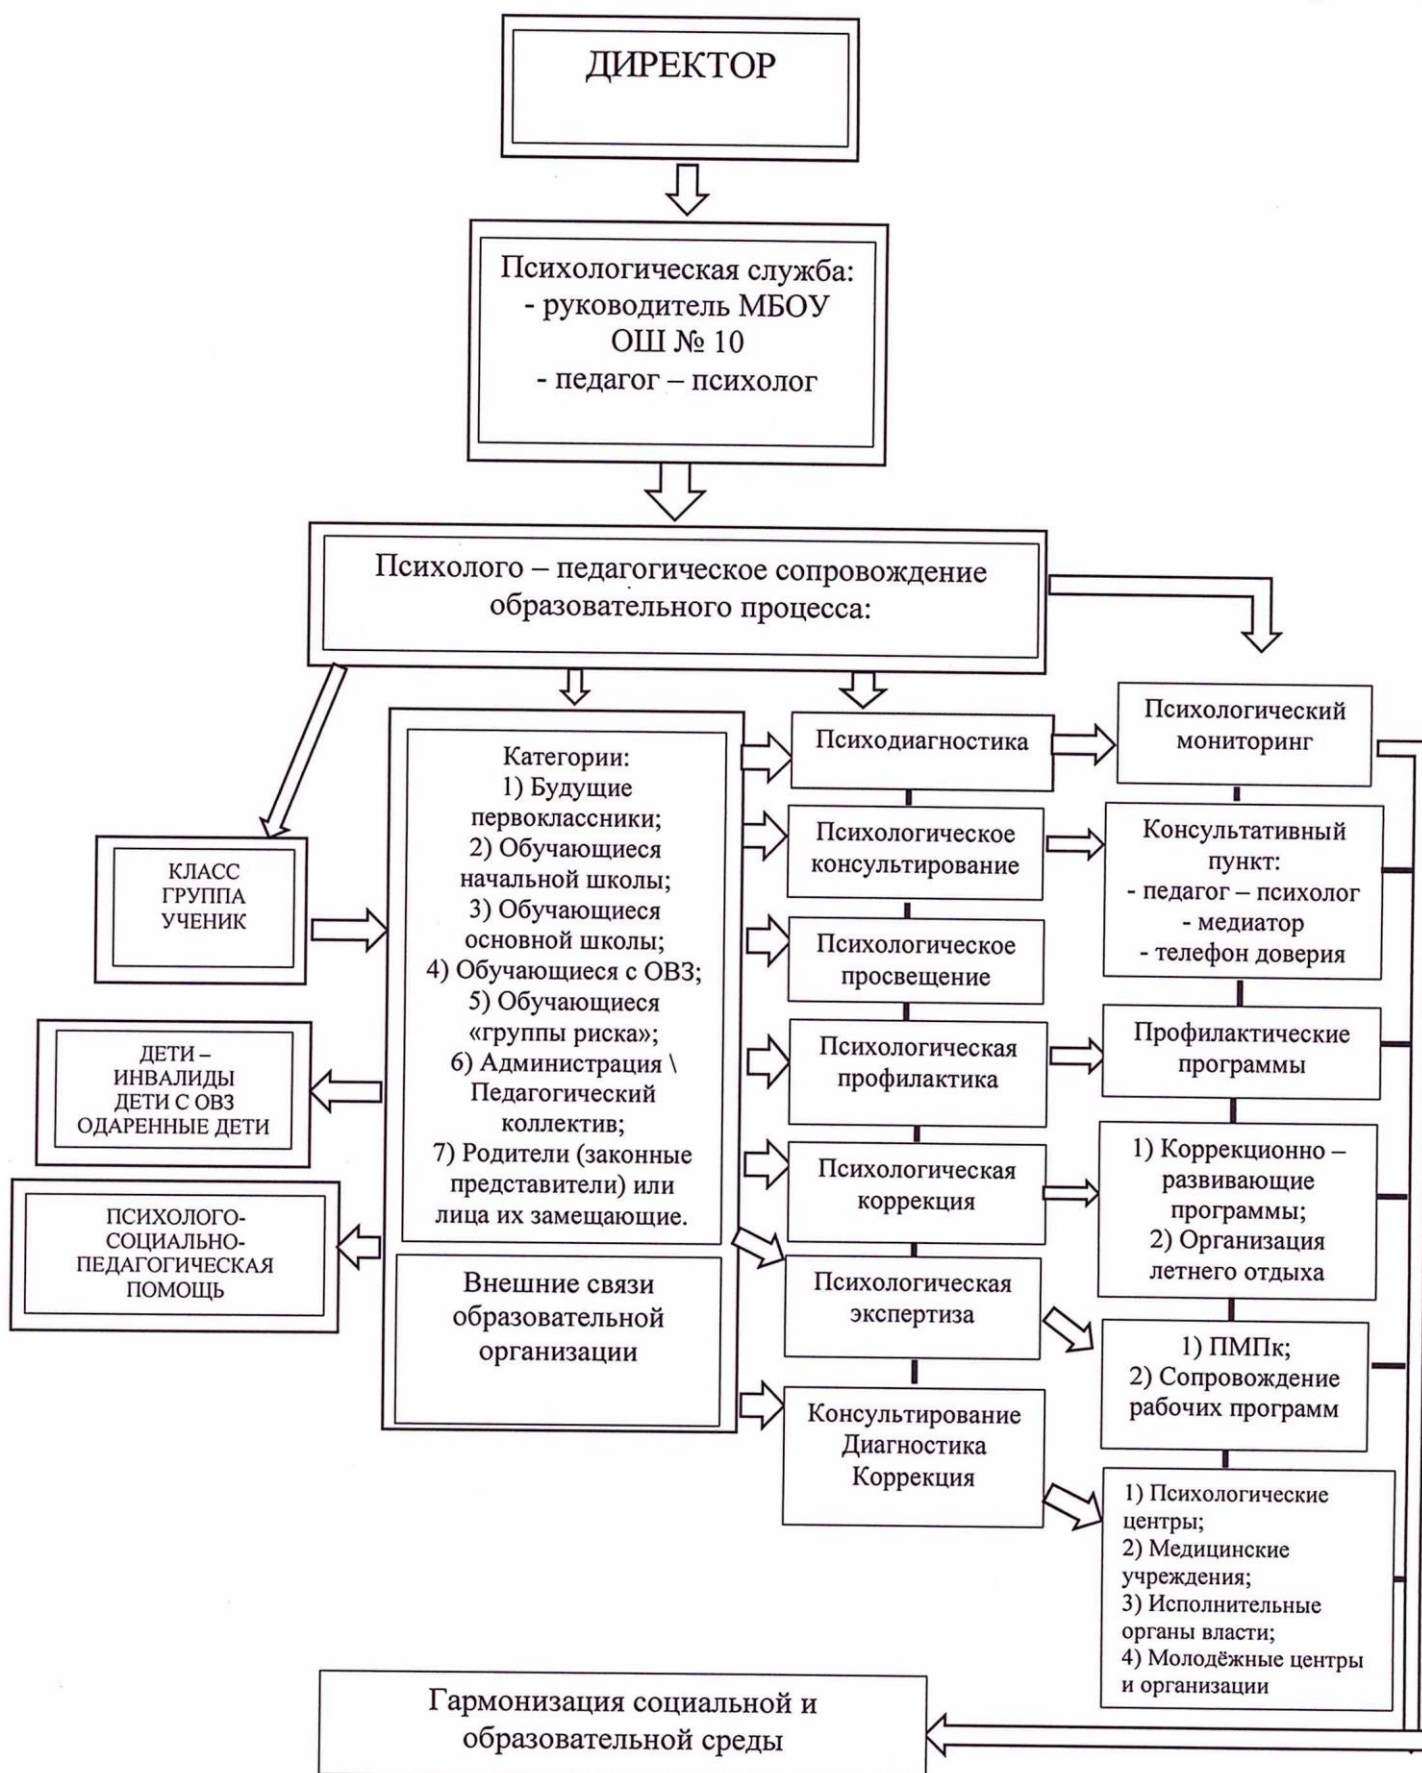 ДИРЕКТОР
Психологическая служба:
- руководитель МБОУ
ОШ № 10
- педагог – психолог
Психолого – педагогическое сопровождение
образовательного процесса:
КЛАСС
ГРУППА
УЧЕНИК
ДЕТИ –
ИНВАЛИДЫ
ДЕТИ С ОВЗ
ОДАРЕННЫЕ ДЕТИ
ПСИХОЛОГО-
СОЦИАЛЬНО-
ПЕДАГОГИЧЕСКАЯ
ПОМОЩЬ
Категории:
1) Будущие
первоклассники;
2) Обучающиеся
начальной школы;
3) Обучающиеся
основной школы;
4) Обучающиеся с ОВЗ;
5) Обучающиеся
«группы риска»;
6) Администрация \
Педагогический
коллектив;
7) Родители (законные
представители) или
лица их замещающие.
Внешние связи
образовательной
организации
Психодиагностика
Психологическое
консультирование
Психологическое
просвещение
Психологическая
профилактика
Психологическая
коррекция
Психологическая
экспертиза
Консультирование
Диагностика
Коррекция
Психологический
мониторинг
Консультативный
пункт:
- педагог – психолог
- медиатор
- телефон доверия
Профилактические
программы
1) Коррекционно –
развивающие
программы;
2) Организация
летнего отдыха
1) ПМПк;
2) Сопровождение
рабочих программ
1) Психологические
центры;
2) Медицинские
учреждения;
3) Исполнительные
органы власти;
4) Молодёжные центры
и организации
Гармонизация социальной и
образовательной среды